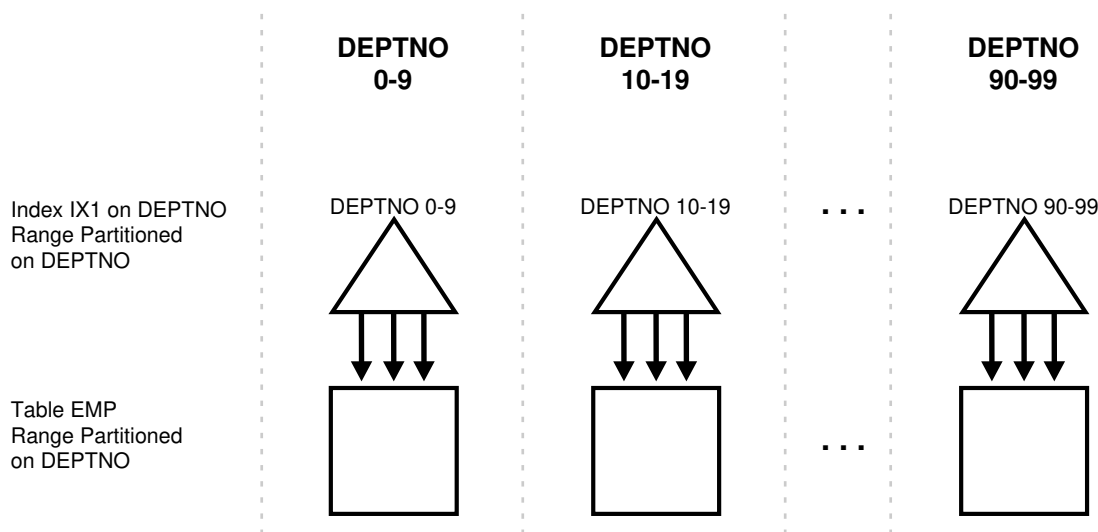 DEPTNO
0-9
DEPTNO
10-19
DEPTNO
90-99
Index IX1 on DEPTNO
Range Partitioned
on DEPTNO
DEPTNO 0-9
DEPTNO 10-19
. . .
DEPTNO 90-99
Table EMP
Range Partitioned
on DEPTNO
. . .